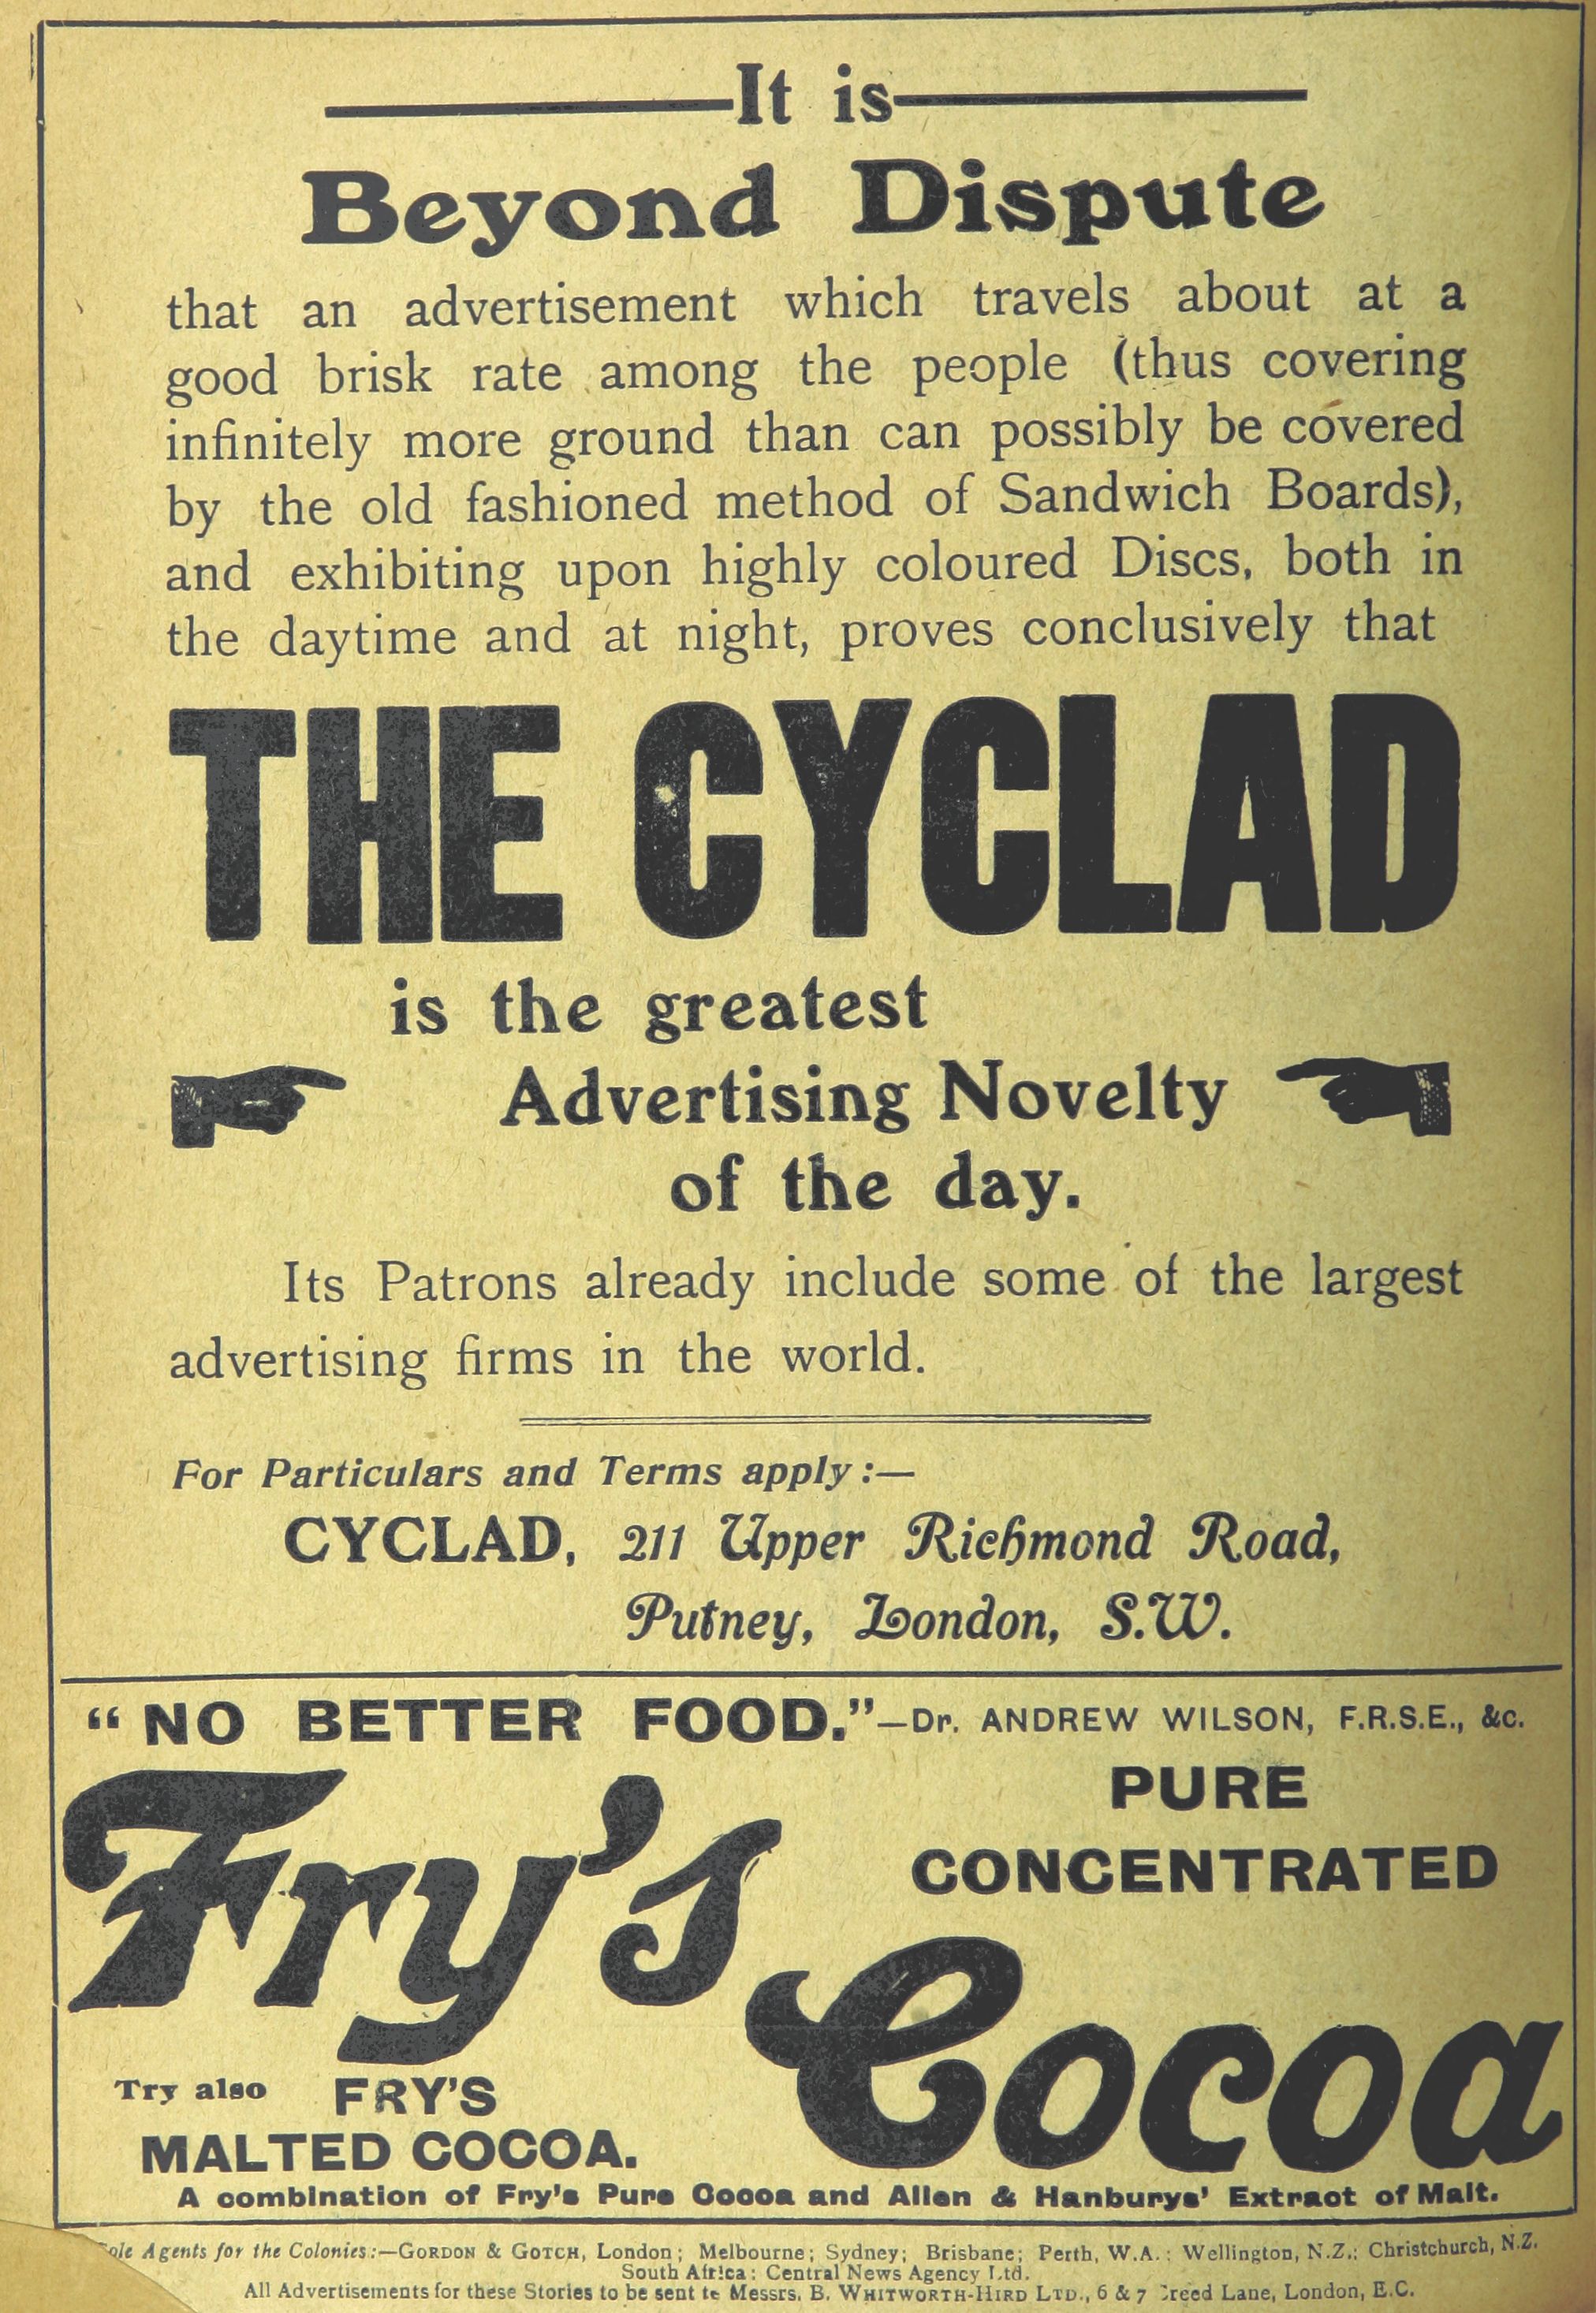 It is
Beyond Dispute
that an advertisement which travels about at a
good brisk rate among the people (thus covering
infinitely more ground than can possibly be covered
by the old fashioned method of Sandwich Boards),
and exhibiting upon highly coloured Discs, both in
the daytime and at night, proves conclusively that
THE CYCLAD
is the greatest
Advertising Novelty
of the day.
Its Patrons already include some of the largest
advertising firms in the world.
For Particulars and Terms apply:—
CYCLAD, 211 Upper Richmond Road,
Putney, London, S.W.
"NO BETTER FOOD."—Dr. ANDREW WILSON, F.R.S.E., &c.
PURE
CONCENTRATED
Fry's
Cocoa
Try also FRY'S
MALTED COCOA.
A combination of Fry's Pure Cocoa and Allen & Hanburys' Extract of Malt.
Agents for the Colonies:—GORDON & GOTCH, London; Melbourne; Sydney; Brisbane; Perth, W.A.; Wellington, N.Z.; Christchurch, N.Z.
South Africa: Central News Agency Ltd.
All Advertisements for these Stories to be sent to Messrs. B. WHITWORTH-HIRD LTD., 6 & 7 Creed Lane, London, E.C.